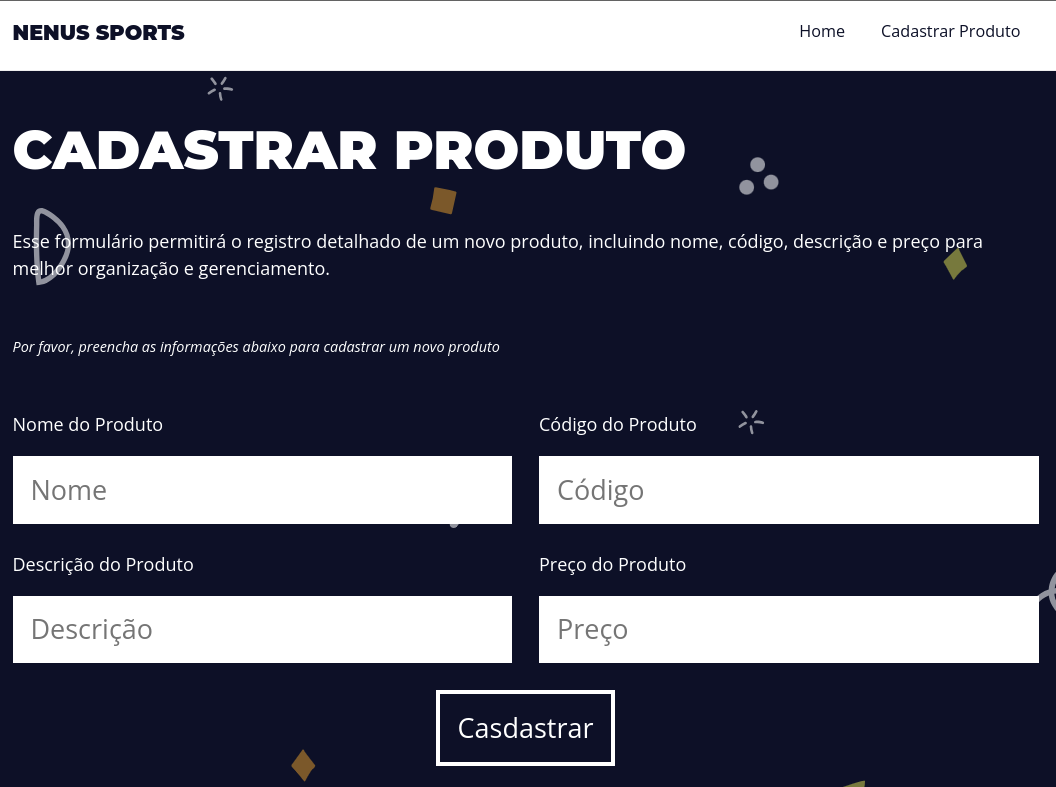 NENUS SPORTS
Home
Cadastrar Produto
CADASTRAR PRODUTO
Esse formulário permitirá o registro detalhado de um novo produto, incluindo nome, código, descrição e preço para
melhor organização e gerenciamento.
Por favor, preencha as informações abaixo para cadastrar um novo produto
Nome do Produto
Código do Produto
Nome
Código
Descrição do Produto
Preço do Produto
Descrição
Preço
Casdastrar